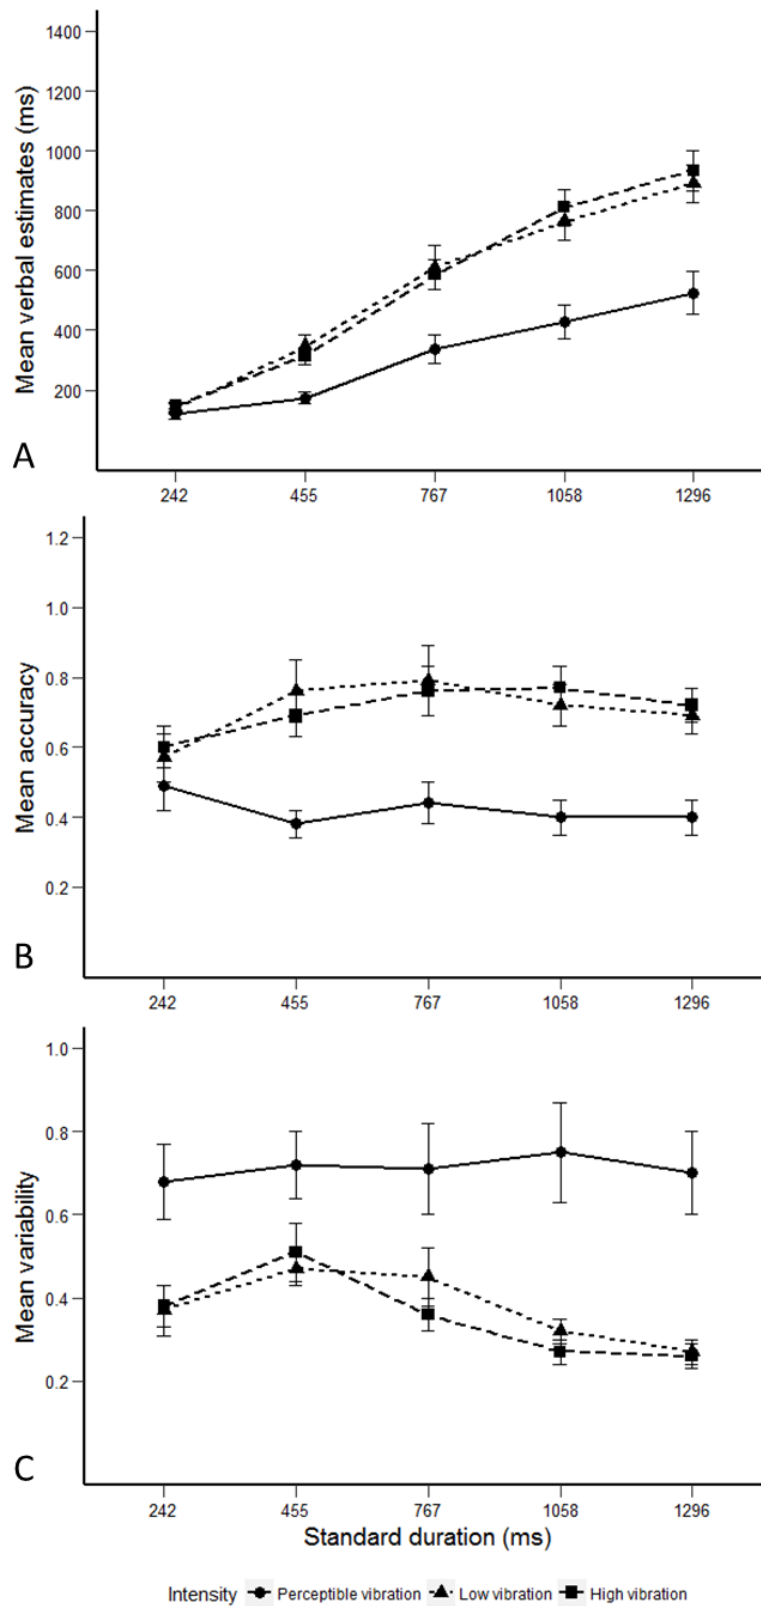 Mean verbal estimates (ms)
1400
1200
1000
800
600
400
200
A
242 455 767 1058 1296
Mean accuracy
1.2
1.0
0.8
0.6
0.4
0.2
B
242 455 767 1058 1296
Mean variability
1.0
0.8
0.6
0.4
0.2
C
242 455 767 1058 1296
Standard duration (ms)
Intensity Perceptible vibration Low vibration High vibration